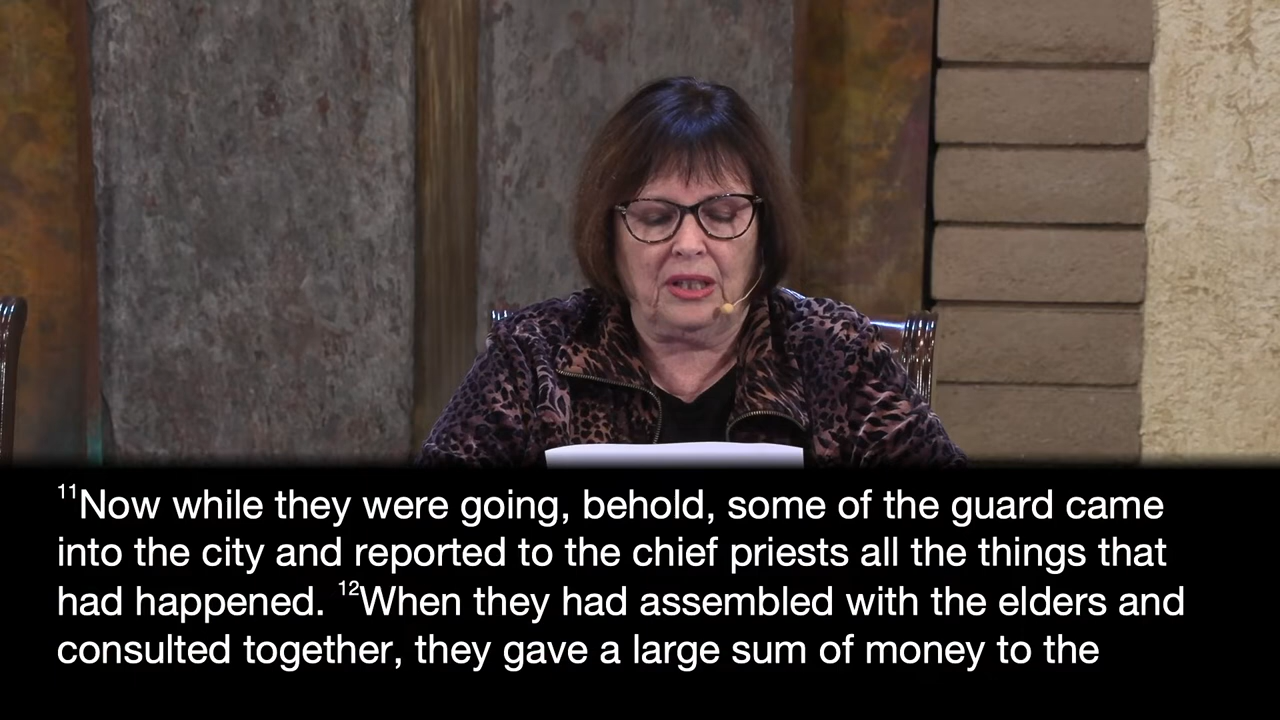 11Now while they were going, behold, some of the guard came
into the city and reported to the chief priests all the things that
had happened. 12When they had assembled with the elders and
consulted together, they gave a large sum of money to the